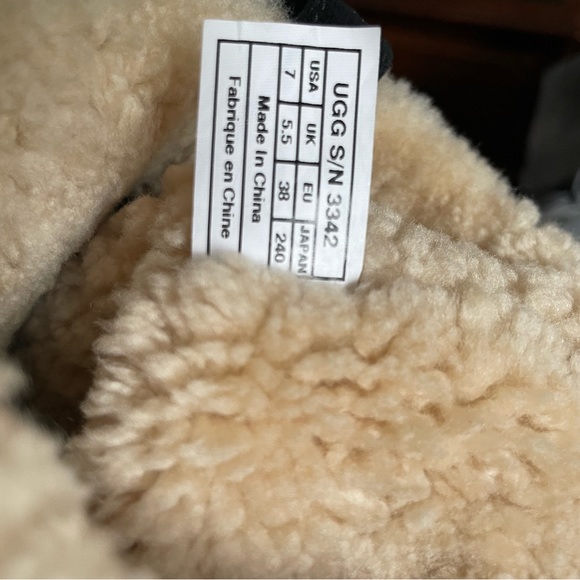 UGG S/N 3342
USA UK EU JAPAN
7 5.5 38 240
Made In China
Fabrique en Chine